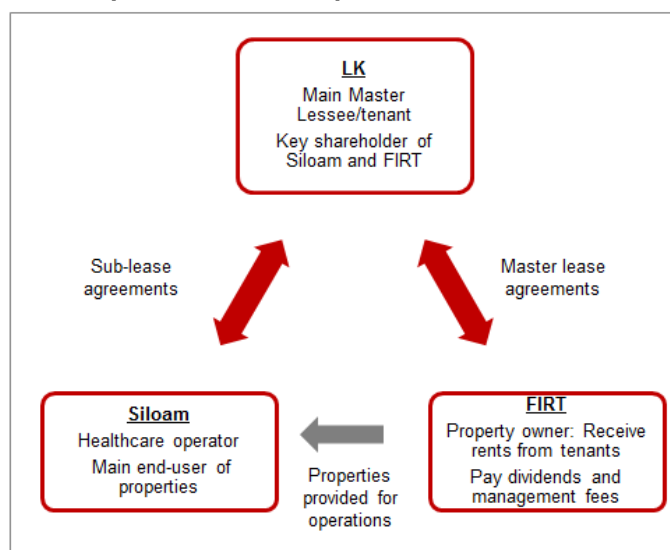 LK
Main Master
Lessee/tenant
Key shareholder of
Siloam and FIRT
Sub-lease
agreements
Master lease
agreements
Siloam
Healthcare operator
Main end-user of
properties
Properties
provided for
operations
FIRT
Property owner: Receive
rents from tenants
Pay dividends and
management fees